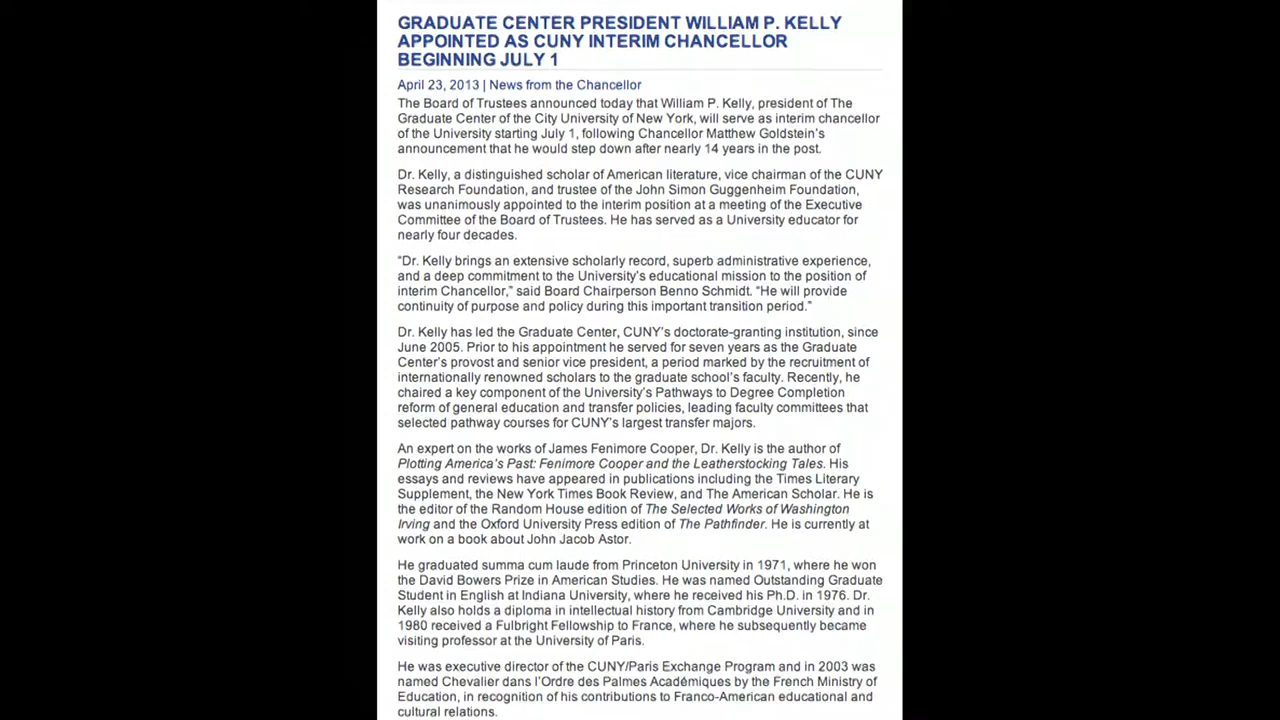 GRADUATE CENTER PRESIDENT WILLIAM P. KELLY
APPOINTED AS CUNY INTERIM CHANCELLOR
BEGINNING JULY 1
April 23, 2013 | News from the Chancellor
The Board of Trustees announced today that William P. Kelly, president of The
Graduate Center of the City University of New York, will serve as interim chancellor
of the University starting July 1, following Chancellor Matthew Goldstein's
announcement that he would step down after nearly 14 years in the post.
Dr. Kelly, a distinguished scholar of American literature, vice chairman of the CUNY
Research Foundation, and trustee of the John Simon Guggenheim Foundation,
was unanimously appointed to the interim position at a meeting of the Executive
Committee of the Board of Trustees. He has served as a University educator for
nearly four decades.
"Dr. Kelly brings an extensive scholarly record, superb administrative experience,
and a deep commitment to the University's educational mission to the position of
interim Chancellor," said Board Chairperson Benno Schmidt. "He will provide
continuity of purpose and policy during this important transition period."
Dr. Kelly has led the Graduate Center, CUNY's doctorate-granting institution, since
June 2005. Prior to his appointment he served for seven years as the Graduate
Center's provost and senior vice president, a period marked by the recruitment of
internationally renowned scholars to the graduate school's faculty. Recently, he
chaired a key component of the University's Pathways to Degree Completion
reform of general education and transfer policies, leading faculty committees that
selected pathway courses for CUNY's largest transfer majors.
An expert on the works of James Fenimore Cooper, Dr. Kelly is the author of
Plotting America's Past: Fenimore Cooper and the Leatherstocking Tales. His
essays and reviews have appeared in publications including the Times Literary
Supplement, the New York Times Book Review, and The American Scholar. He is
the editor of the Random House edition of The Selected Works of Washington
Irving and the Oxford University Press edition of The Pathfinder. He is currently at
work on a book about John Jacob Astor.
He graduated summa cum laude from Princeton University in 1971, where he won
the David Bowers Prize in American Studies. He was named Outstanding Graduate
Student in English at Indiana University, where he received his Ph.D. in 1976. Dr.
Kelly also holds a diploma in intellectual history from Cambridge University and in
1980 received a Fulbright Fellowship to France, where he subsequently became
visiting professor at the University of Paris.
He was executive director of the CUNY/Paris Exchange Program and in 2003 was
named Chevalier dans l'Ordre des Palmes Académiques by the French Ministry of
Education, in recognition of his contributions to Franco-American educational and
cultural relations.